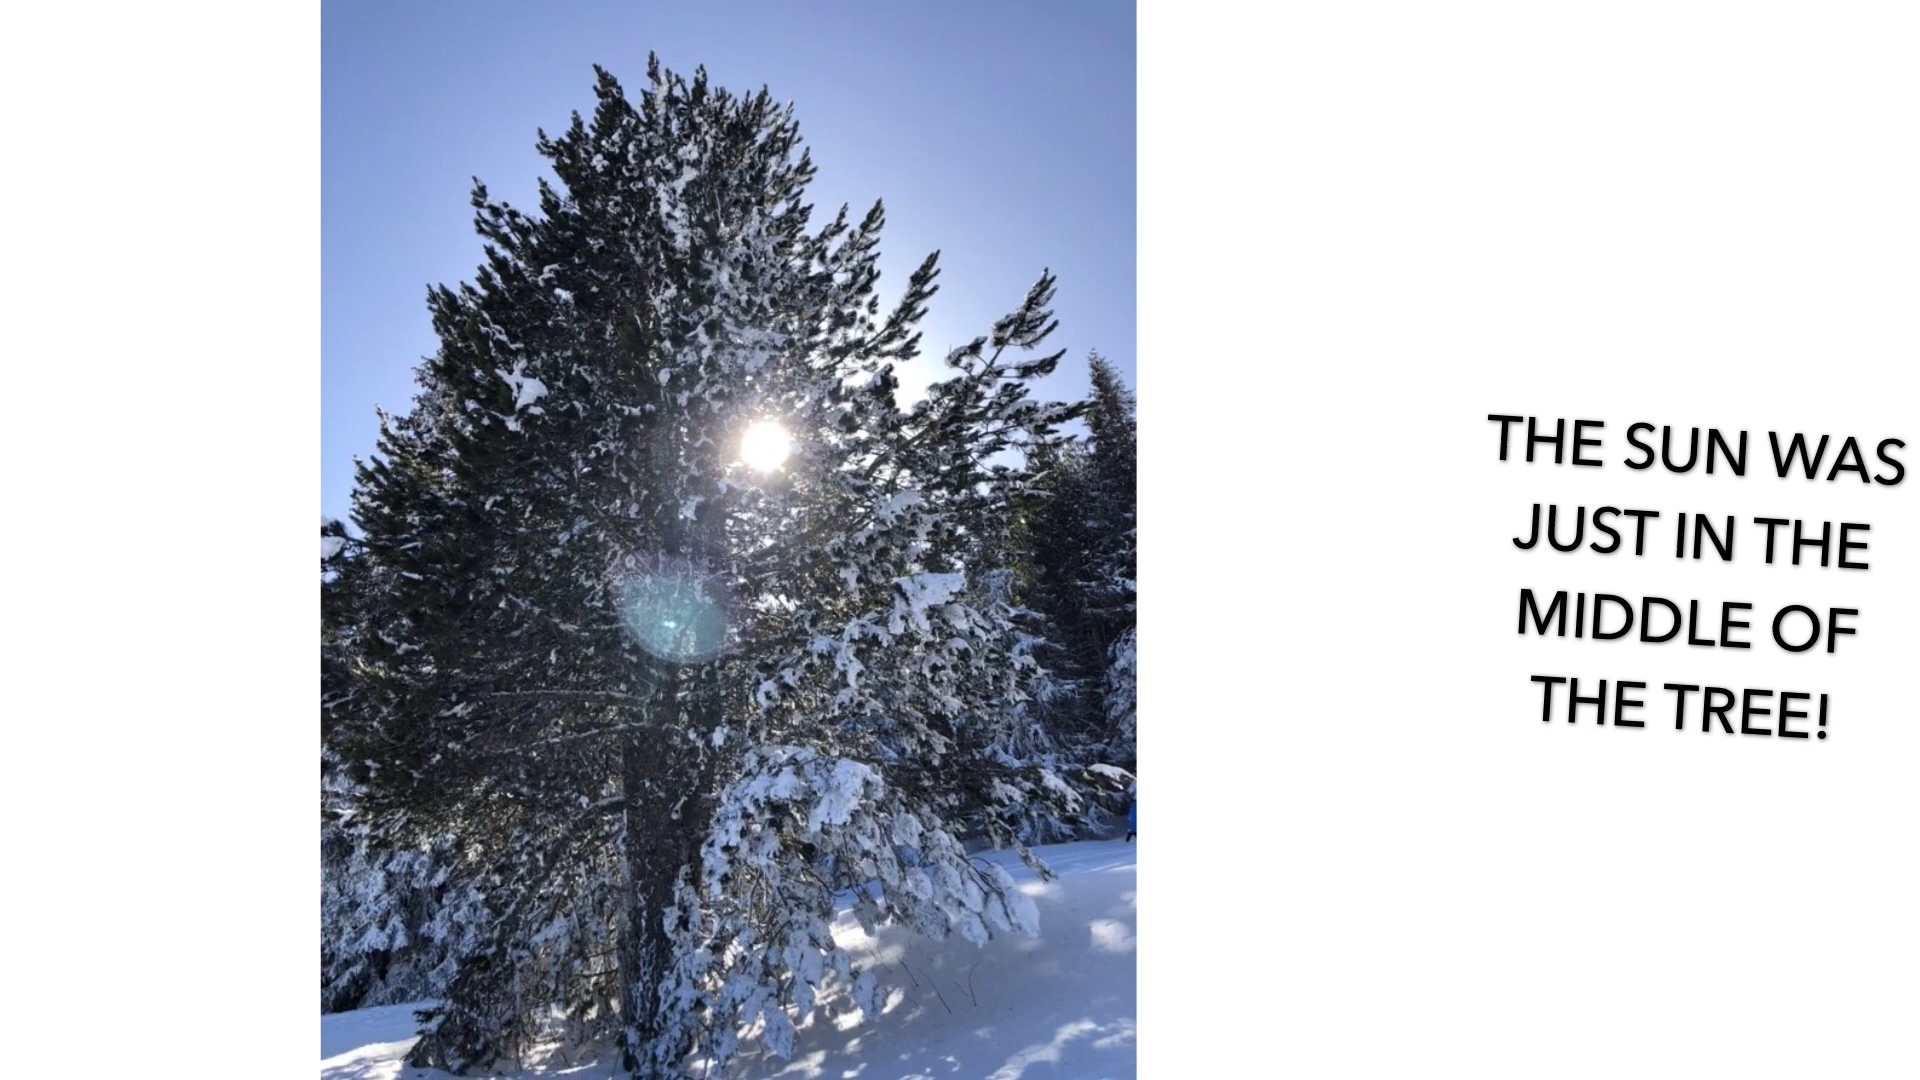 THE SUN WAS
JUST IN THE
MIDDLE OF
THE TREE!